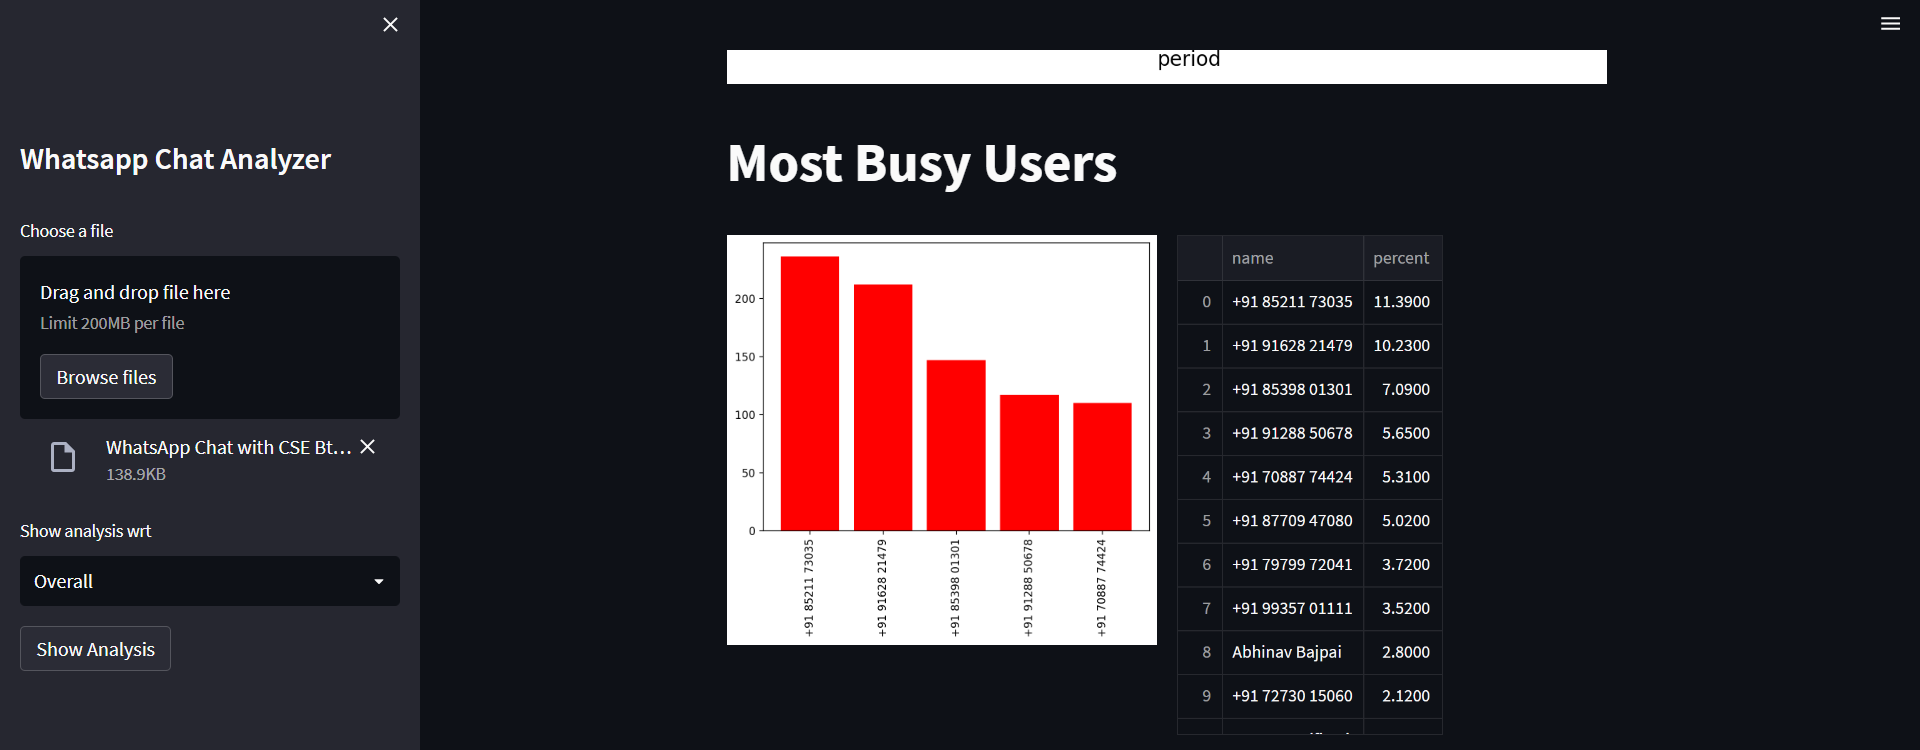 Whatsapp Chat Analyzer
Choose a file
Drag and drop file here
Limit 200MB per file
Browse files
WhatsApp Chat with CSE Bt...
138.9KB
Show analysis wrt
Overall
Show Analysis
period
Most Busy Users
200
150
100
50
0
+91 85211 73035
+91 91628 21479
+91 85398 01301
+91 91288 50678
+91 70887 74424
name percent
0 +91 85211 73035 11.3900
1 +91 91628 21479 10.2300
2 +91 85398 01301 7.0900
3 +91 91288 50678 5.6500
4 +91 70887 74424 5.3100
5 +91 87709 47080 5.0200
6 +91 79799 72041 3.7200
7 +91 99357 01111 3.5200
8 Abhinav Bajpai 2.8000
9 +91 72730 15060 2.1200